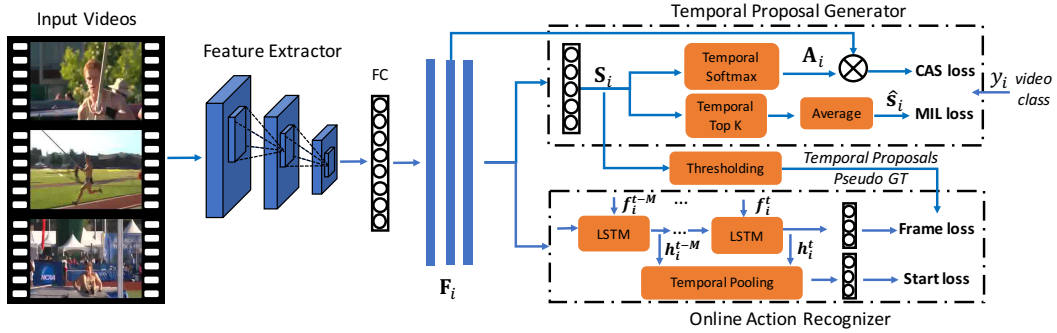 Input Videos
Feature Extractor
FC
F_i
Temporal Proposal Generator
S_i
Temporal Softmax
A_i
CAS loss
Temporal Top K
Average
ŝ_i
MIL loss
y_i video class
Thresholding
Temporal Proposals
Pseudo GT
f_i^{t-M} ... f_i^t
LSTM ... LSTM
Frame loss
h_i^{t-M} h_i^t
Temporal Pooling
Start loss
Online Action Recognizer
NCAA